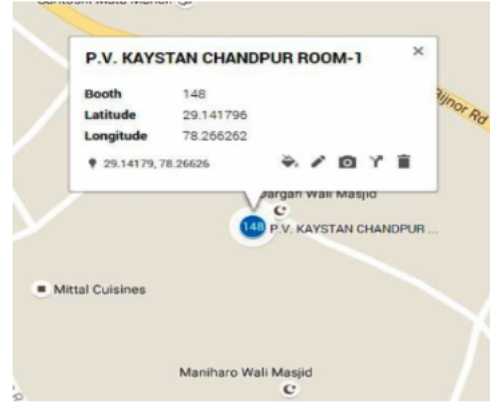 P.V. KAYSTAN CHANDPUR ROOM-1
Booth 148
Latitude 29.141796
Longitude 78.266262
29.14179, 78.26626
Bijnor Rd
Dargah Wali Masjid
148 P.V. KAYSTAN CHANDPUR ...
Mittal Cuisines
Maniharo Wali Masjid